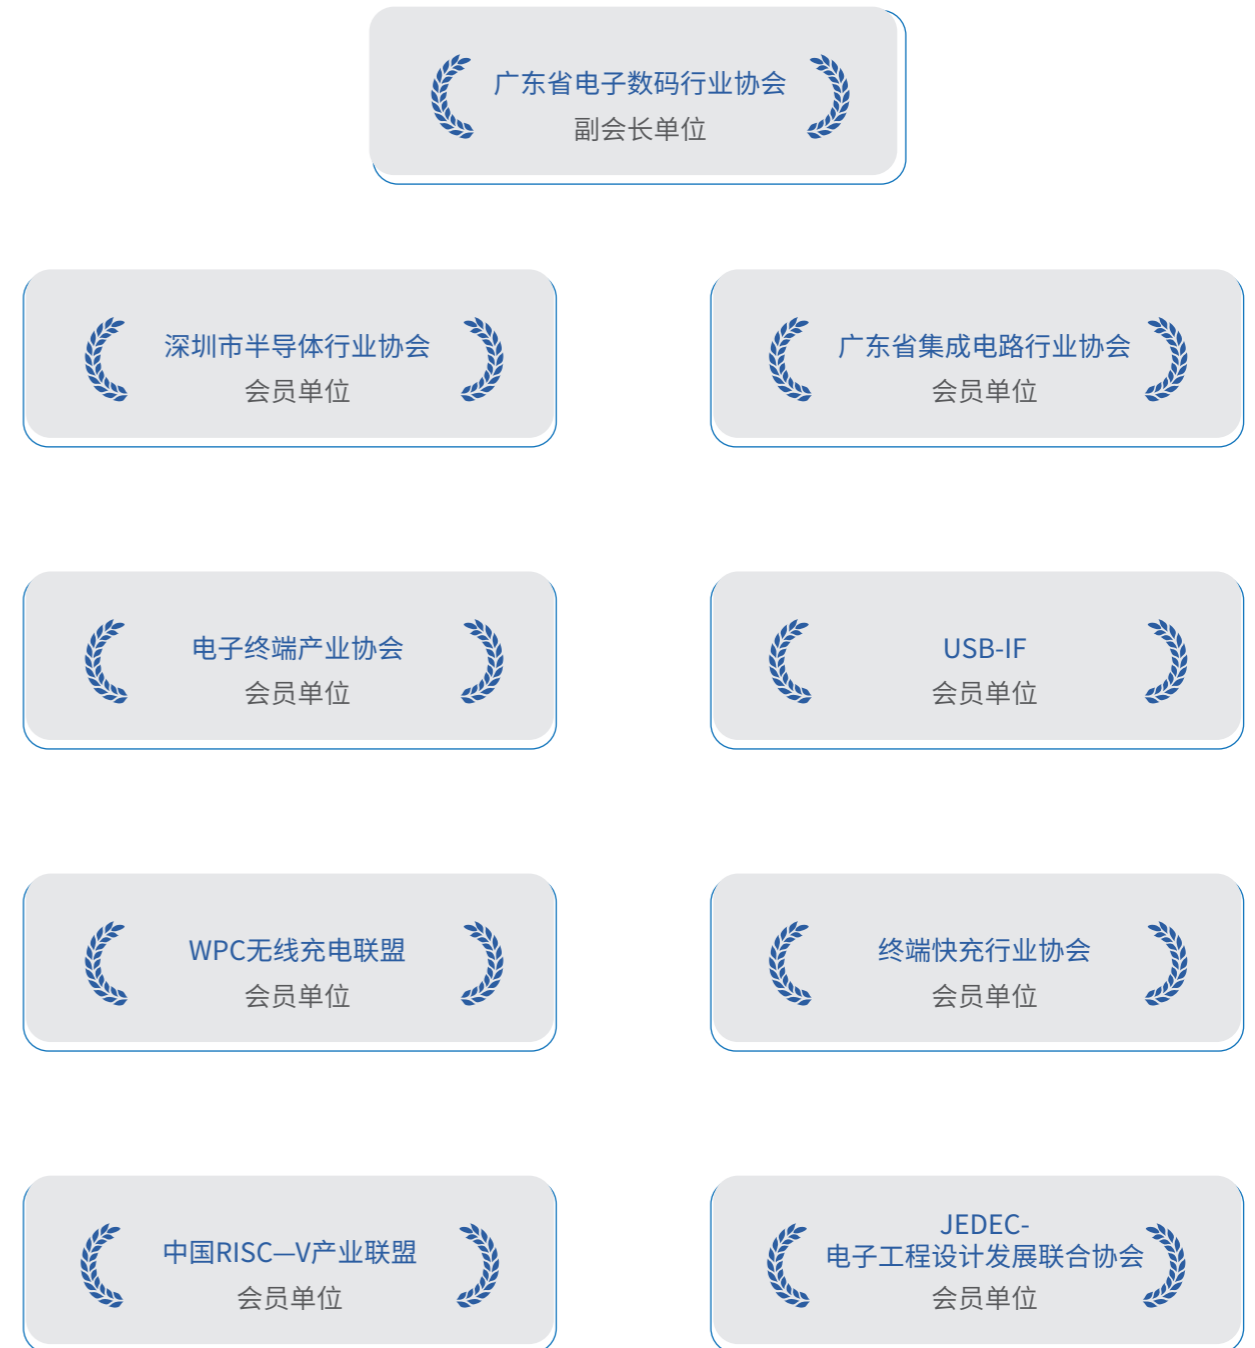 广东省电子数码行业协会
副会长单位
深圳市半导体行业协会
会员单位
广东省集成电路行业协会
会员单位
电子终端产业协会
会员单位
USB-IF
会员单位
WPC无线充电联盟
会员单位
终端快充行业协会
会员单位
中国RISC—V产业联盟
会员单位
JEDEC-
电子工程设计发展联合协会
会员单位